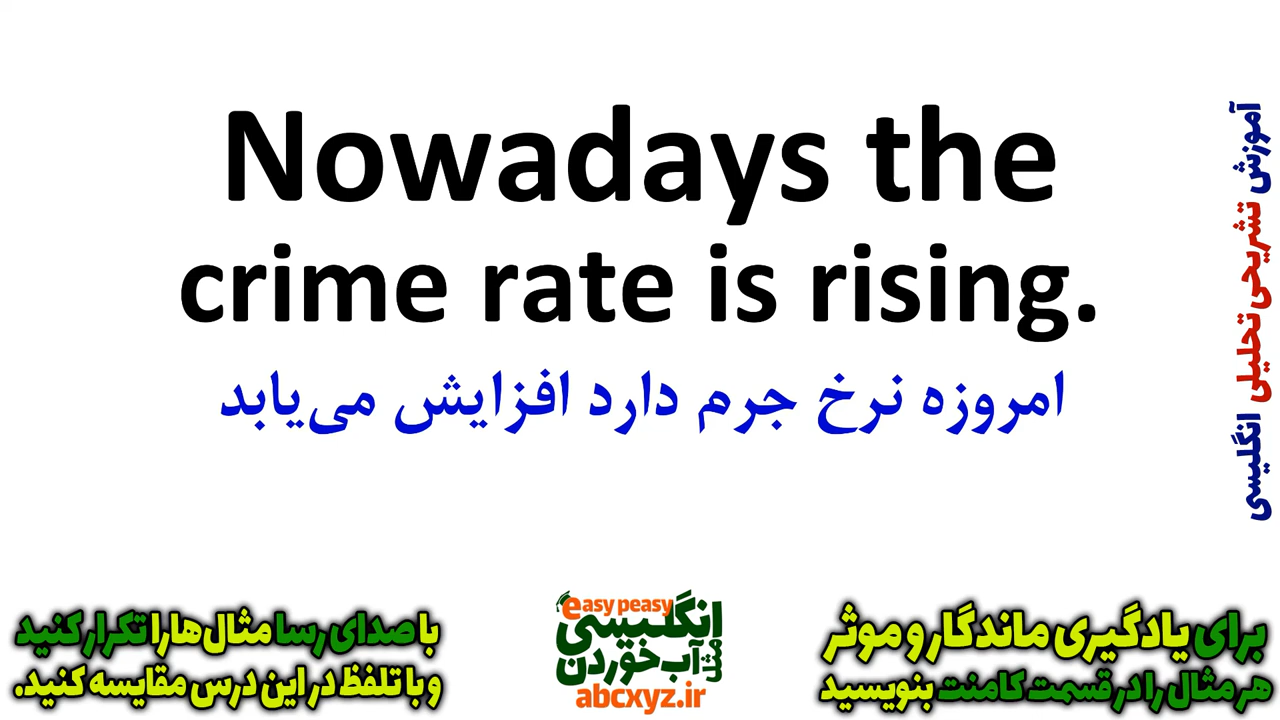 Nowadays the
crime rate is rising.
امروزه نرخ جرم دارد افزایش می‌یابد
آموزش تشریحی تحلیلی انگلیسی
برای یادگیری ماندگار و موثر
هر مثال را در قسمت کامنت بنویسید
easy peasy
انگلیسی
مثل
آب خوردن
abcxyz.ir
با صدای رسا مثال‌ها را تکرار کنید
و با تلفظ در این درس مقایسه کنید.